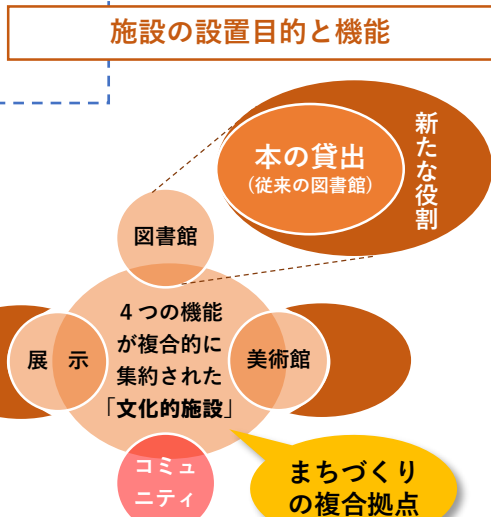 施設の設置目的と機能
本の貸出
(従来の図書館)
新たな役割
図書館
４つの機能
が複合的に
集約された
「文化的施設」
展 示
美術館
コミュ
ニティ
まちづくり
の複合拠点